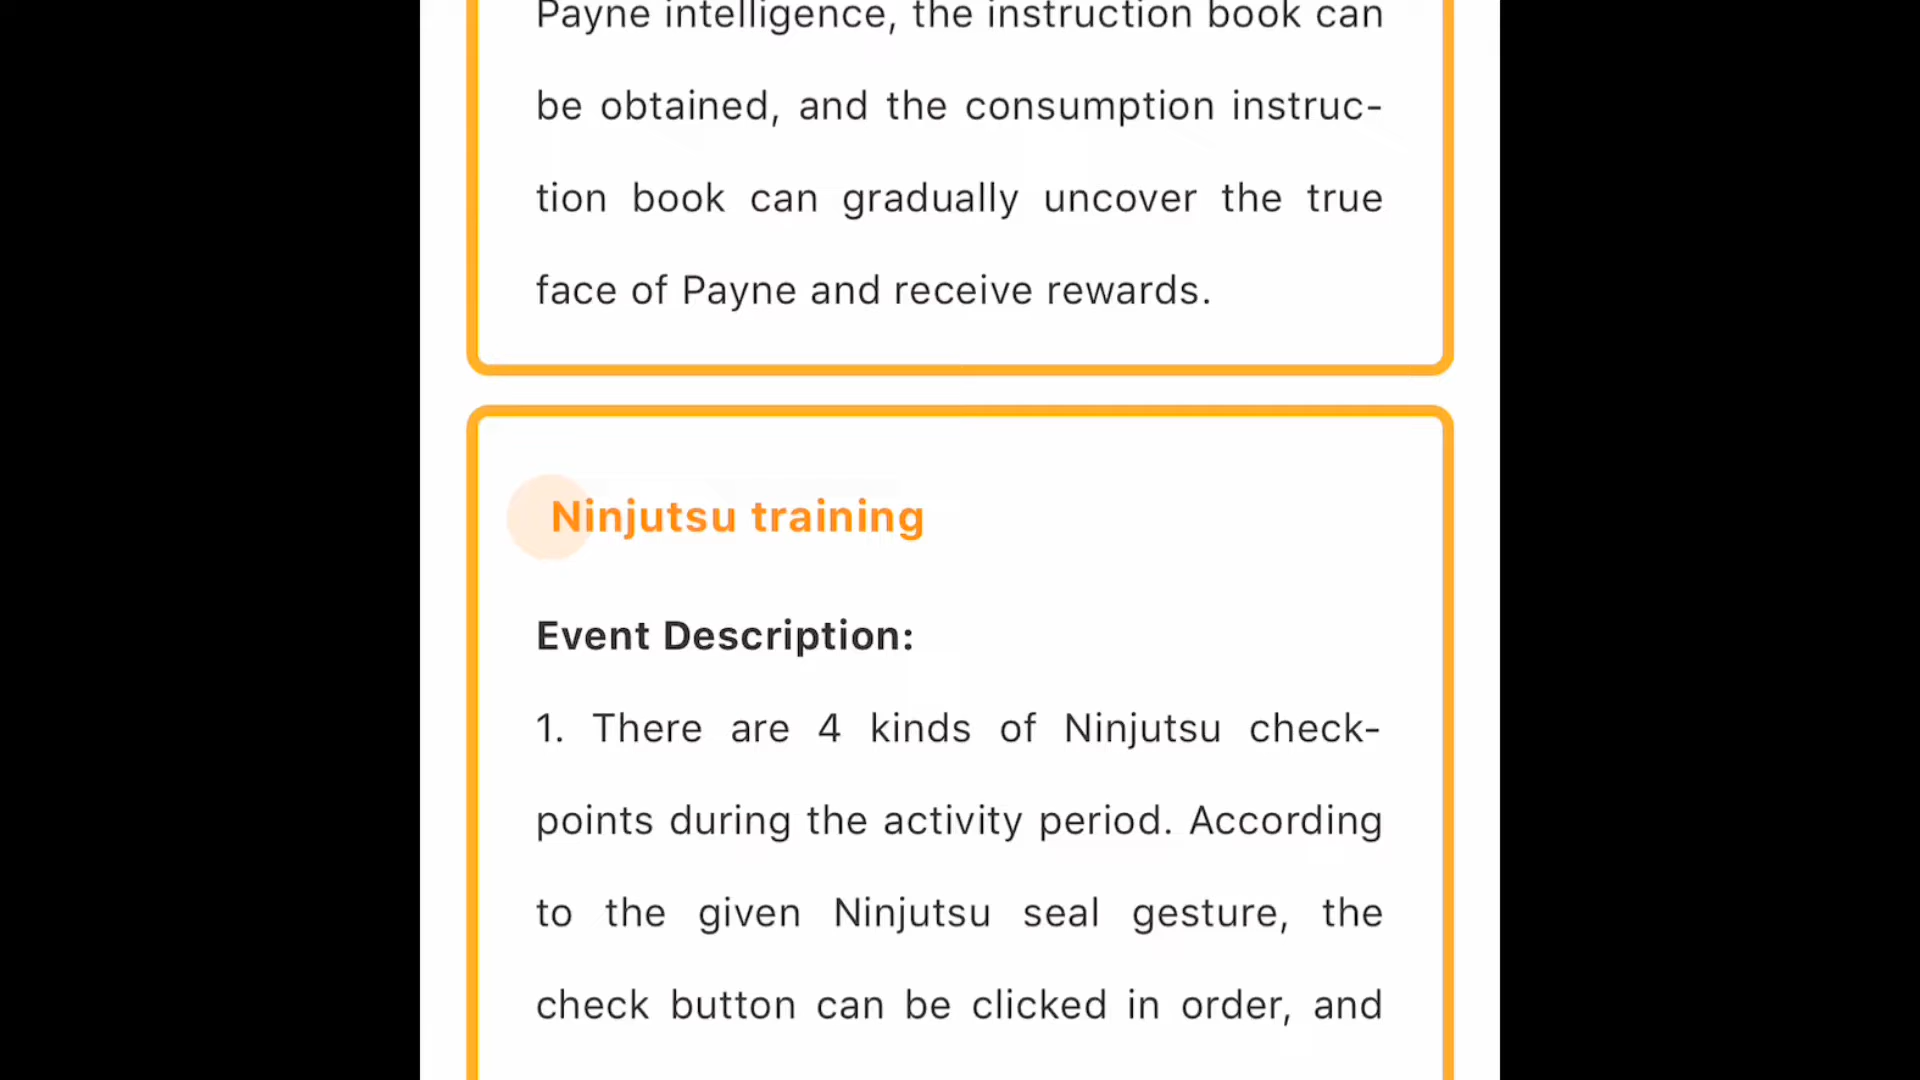 Payne intelligence, the instruction book can
be obtained, and the consumption instruc-
tion book can gradually uncover the true
face of Payne and receive rewards.
Ninjutsu training
Event Description:
1. There are 4 kinds of Ninjutsu check-
points during the activity period. According
to the given Ninjutsu seal gesture, the
check button can be clicked in order, and